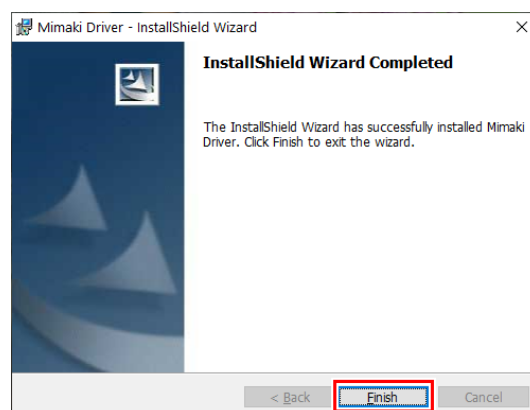 Mimaki Driver - InstallShield Wizard
InstallShield Wizard Completed
The InstallShield Wizard has successfully installed Mimaki
Driver. Click Finish to exit the wizard.
< Back
Finish
Cancel